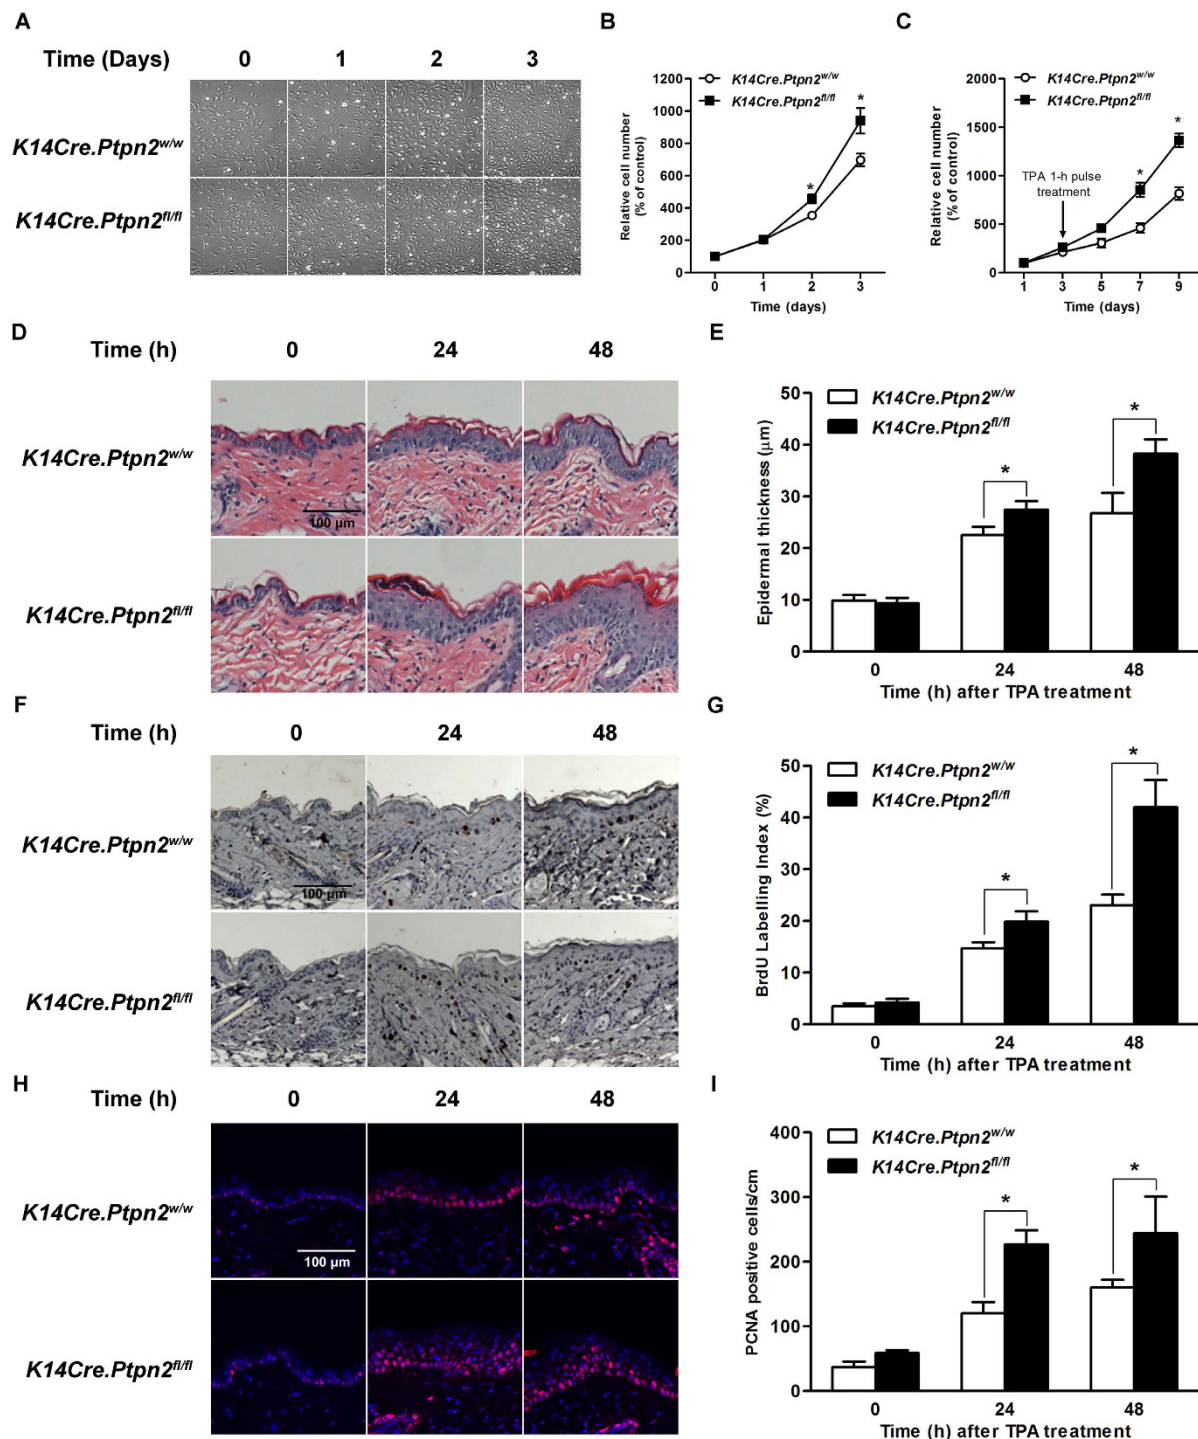 A
Time (Days) 0 1 2 3
K14Cre.Ptpn2w/w
K14Cre.Ptpn2fl/fl
B
1200
1000
800
600
400
200
0
Relative cell number
(% of control)
K14Cre.Ptpn2w/w
K14Cre.Ptpn2fl/fl
*
*
0 1 2 3
Time (days)
C
2000
1500
1000
500
0
Relative cell number
(% of control)
K14Cre.Ptpn2w/w
K14Cre.Ptpn2fl/fl
TPA 1-h pulse
treatment
*
*
1 3 5 7 9
Time (days)
D
Time (h) 0 24 48
K14Cre.Ptpn2w/w
100 μm
K14Cre.Ptpn2fl/fl
E
50
40
30
20
10
0
Epidermal thickness (μm)
K14Cre.Ptpn2w/w
K14Cre.Ptpn2fl/fl
*
*
0 24 48
Time (h) after TPA treatment
F
Time (h) 0 24 48
K14Cre.Ptpn2w/w
100 μm
K14Cre.Ptpn2fl/fl
G
50
40
30
20
10
0
BrdU Labelling Index (%)
K14Cre.Ptpn2w/w
K14Cre.Ptpn2fl/fl
*
*
0 24 48
Time (h) after TPA treatment
H
Time (h) 0 24 48
K14Cre.Ptpn2w/w
100 μm
K14Cre.Ptpn2fl/fl
I
400
300
200
100
0
PCNA positive cells/cm
K14Cre.Ptpn2w/w
K14Cre.Ptpn2fl/fl
*
*
0 24 48
Time (h) after TPA treatment